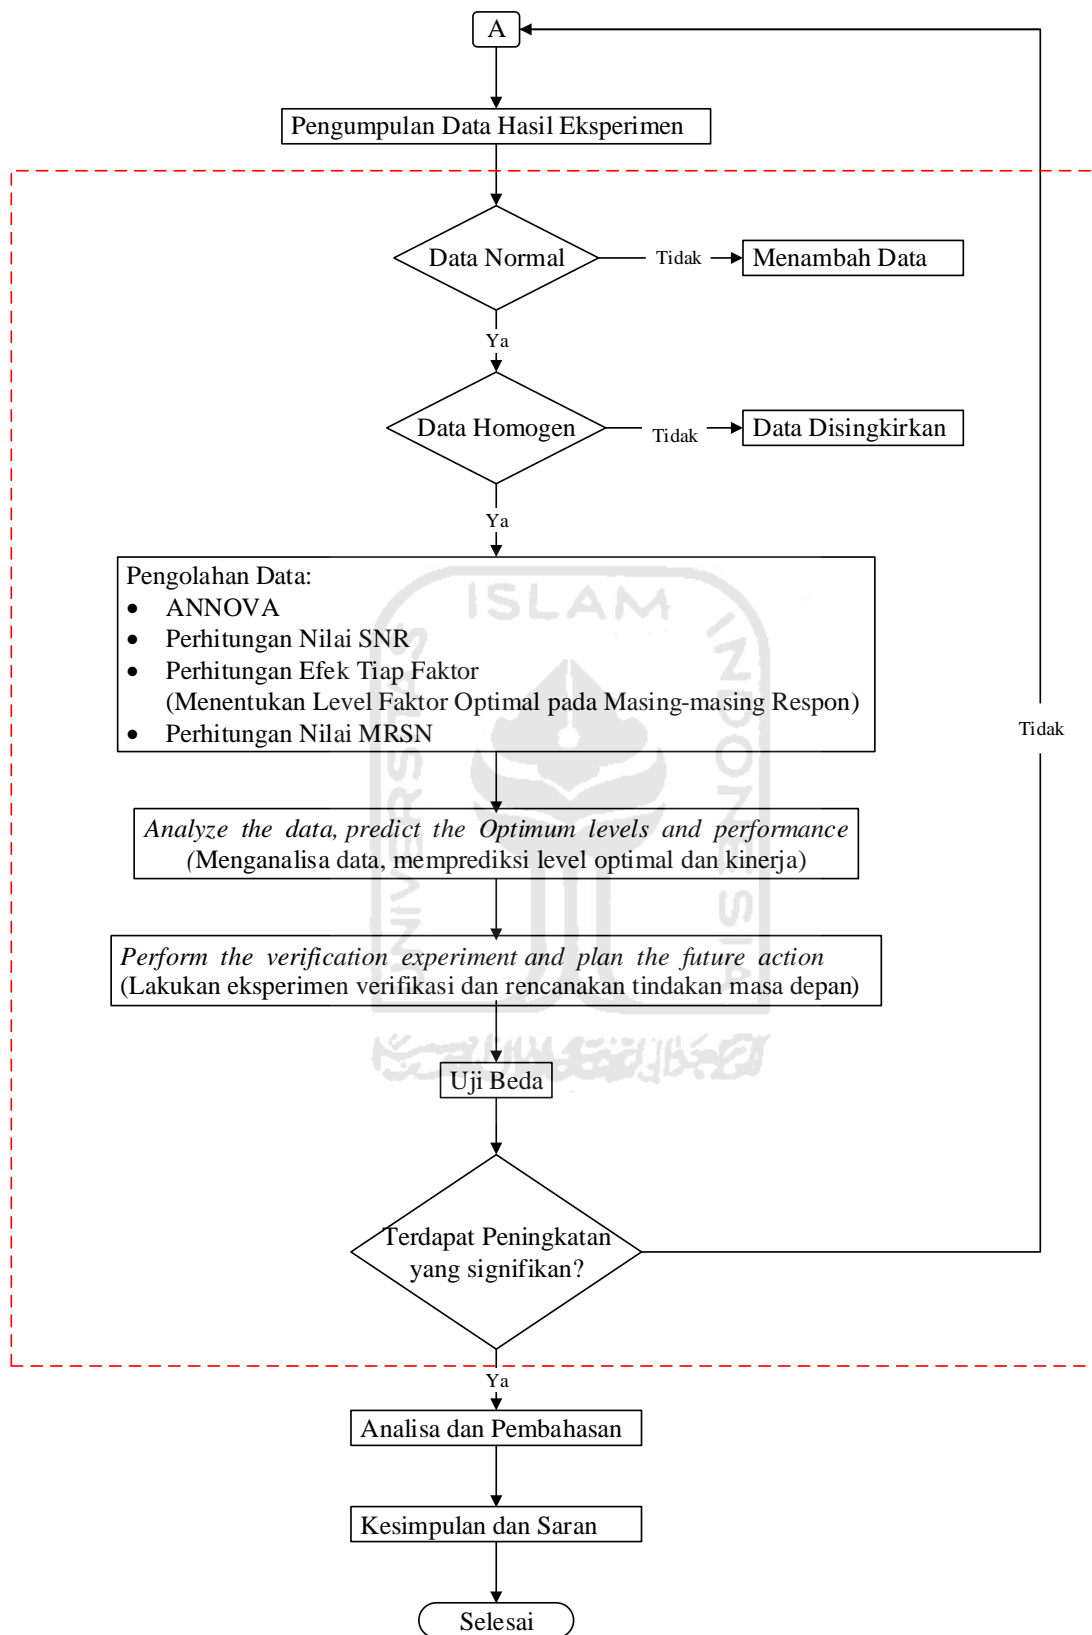 A
Pengumpulan Data Hasil Eksperimen
Data Normal
Tidak
Menambah Data
Ya
Data Homogen
Tidak
Data Disingkirkan
Ya
Pengolahan Data:
• ANNOVA
• Perhitungan Nilai SNR
• Perhitungan Efek Tiap Faktor
(Menentukan Level Faktor Optimal pada Masing-masing Respon)
• Perhitungan Nilai MRSN
Tidak
Analyze the data, predict the Optimum levels and performance
(Menganalisa data, memprediksi level optimal dan kinerja)
Perform the verification experiment and plan the future action
(Lakukan eksperimen verifikasi dan rencanakan tindakan masa depan)
Uji Beda
Terdapat Peningkatan
yang signifikan?
Ya
Analisa dan Pembahasan
Kesimpulan dan Saran
Selesai
UNIVERSITAS
ISLAM
INDONESIA